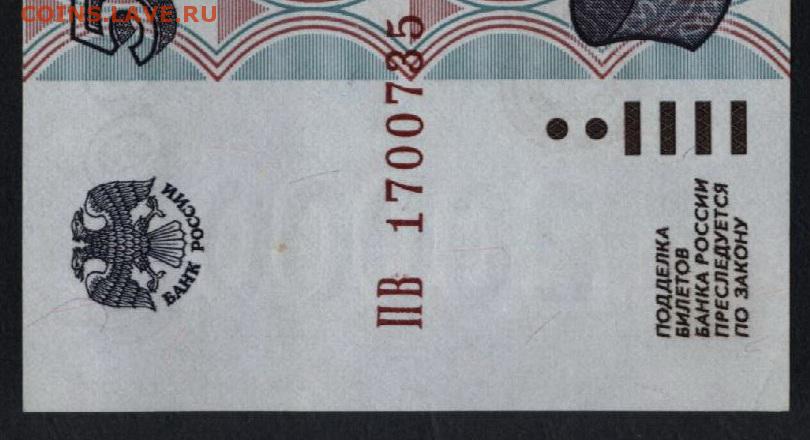 COINS.LAVE.RU
БАНК РОССИИ
ПВ 1700735
ПОДДЕЛКА
БИЛЕТОВ
БАНКА РОССИИ
ПРЕСЛЕДУЕТСЯ
ПО ЗАКОНУ